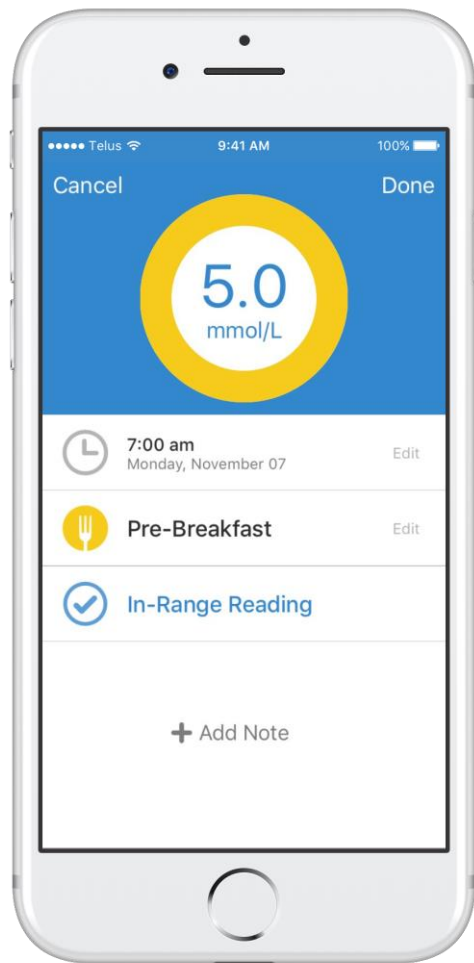 Telus 9:41 AM 100%
Cancel Done
5.0
mmol/L
7:00 am
Monday, November 07
Edit
Pre-Breakfast Edit
In-Range Reading
+ Add Note